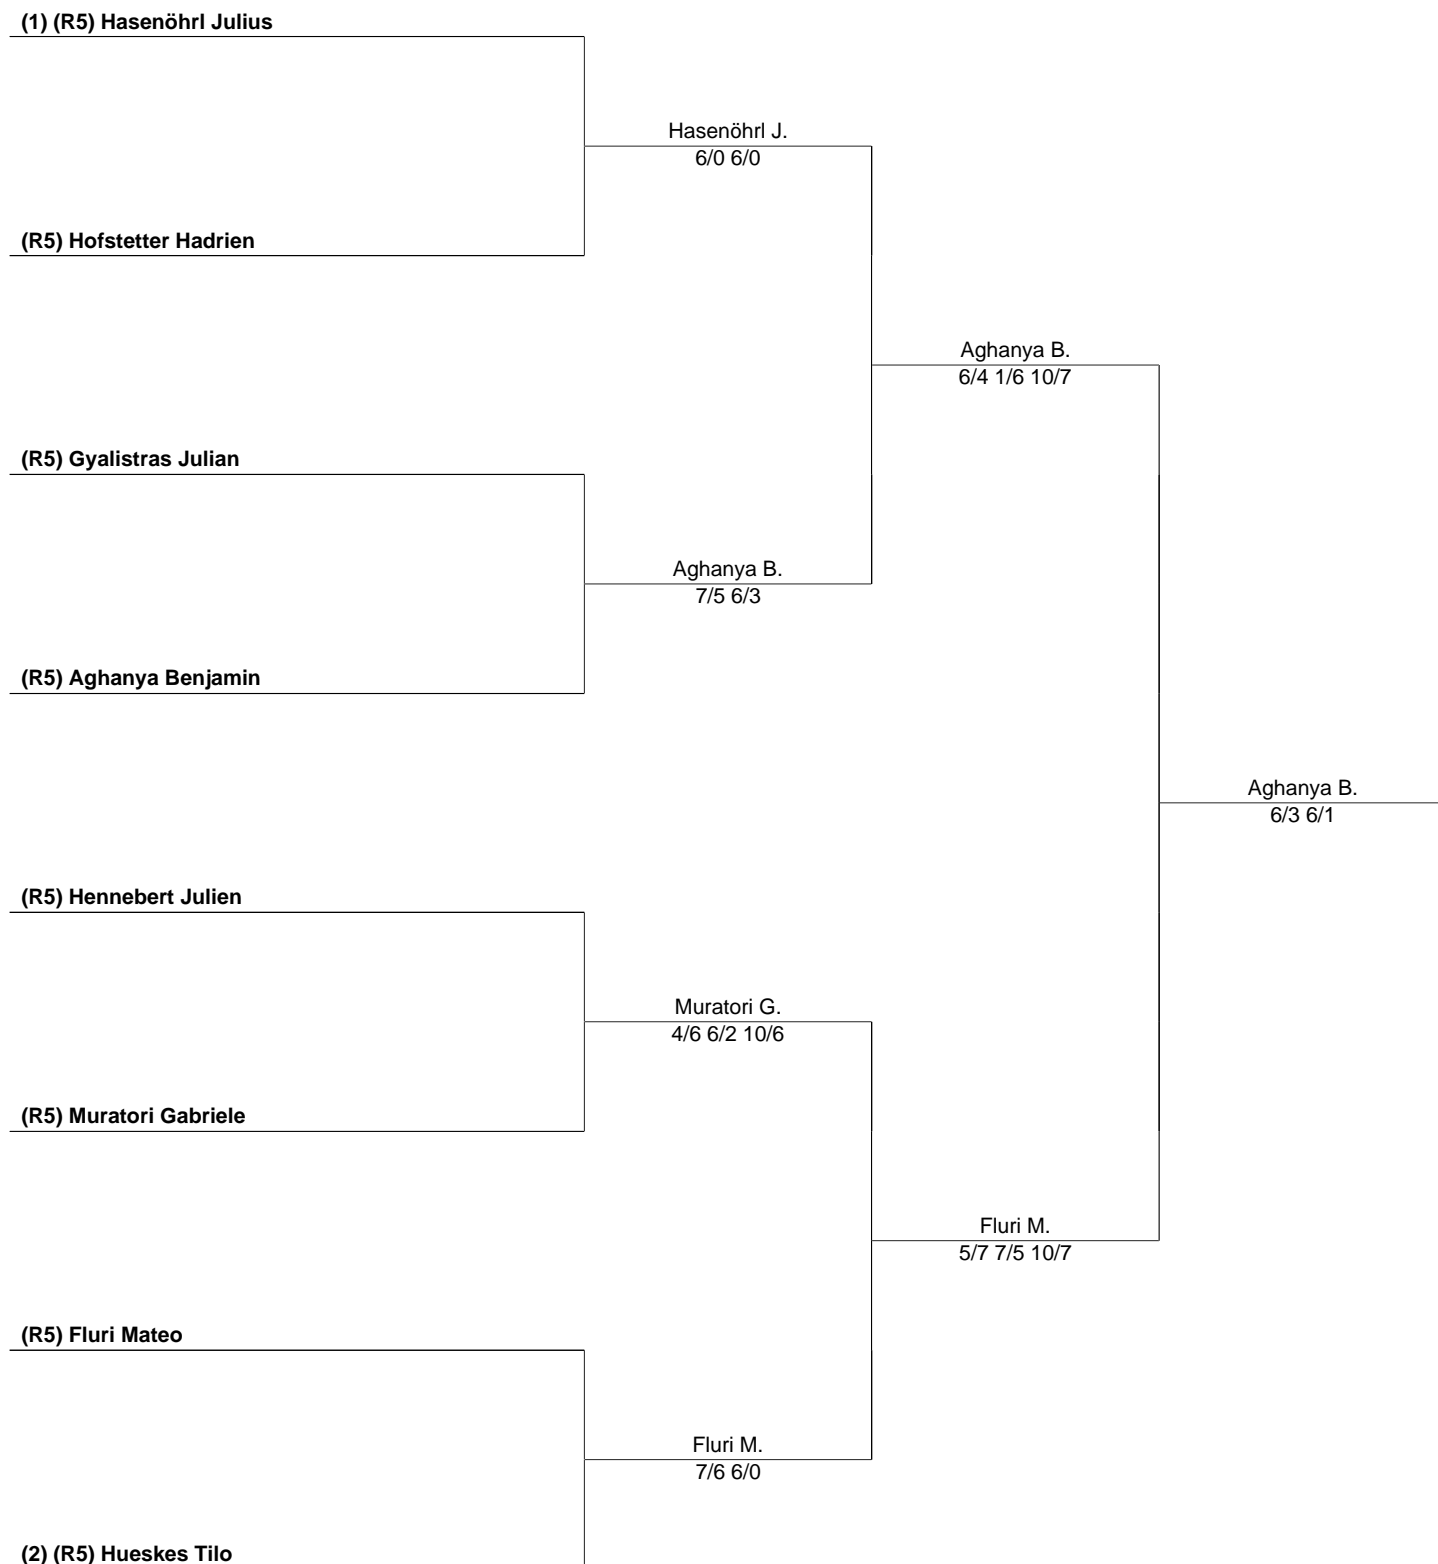 (1) (R5) Hasenöhrl Julius
Hasenöhrl J.
6/0 6/0
(R5) Hofstetter Hadrien
Aghanya B.
6/4 1/6 10/7
(R5) Gyalistras Julian
Aghanya B.
7/5 6/3
(R5) Aghanya Benjamin
Aghanya B.
6/3 6/1
(R5) Hennebert Julien
Muratori G.
4/6 6/2 10/6
(R5) Muratori Gabriele
Fluri M.
5/7 7/5 10/7
(R5) Fluri Mateo
Fluri M.
7/6 6/0
(2) (R5) Hueskes Tilo